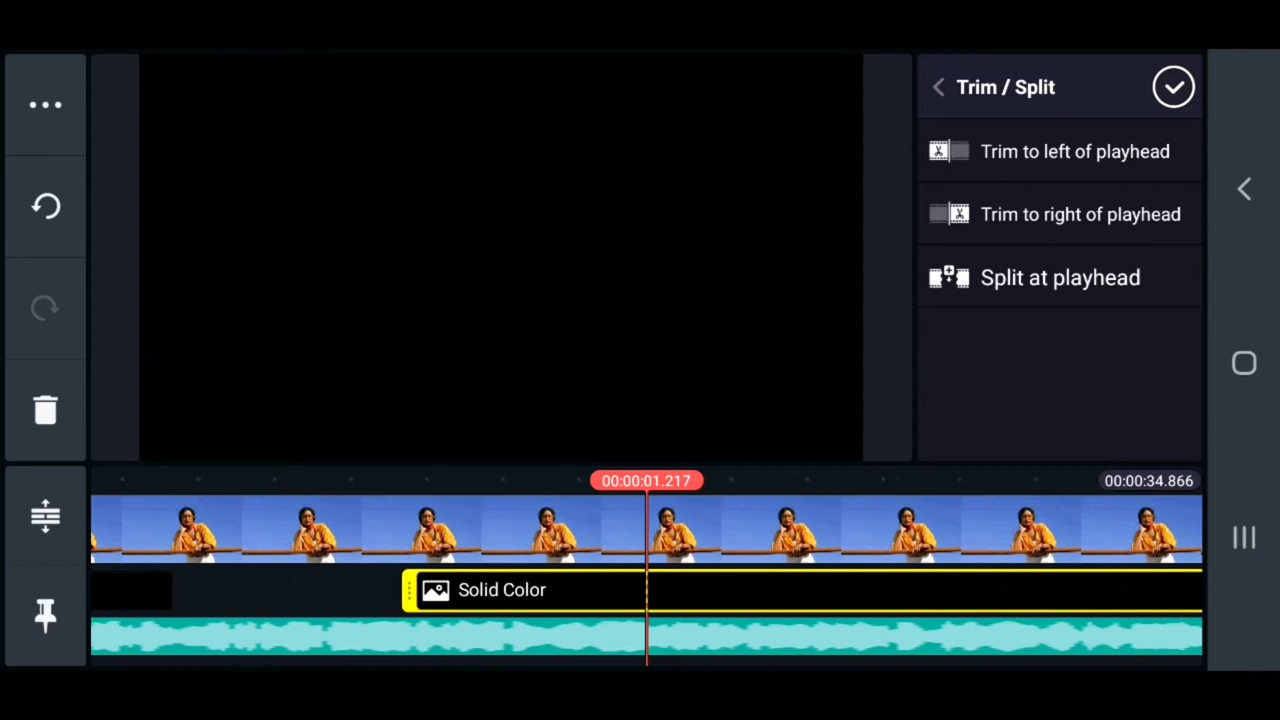 Trim / Split
Trim to left of playhead
Trim to right of playhead
Split at playhead
00:00:01.217
00:00:34.866
Solid Color